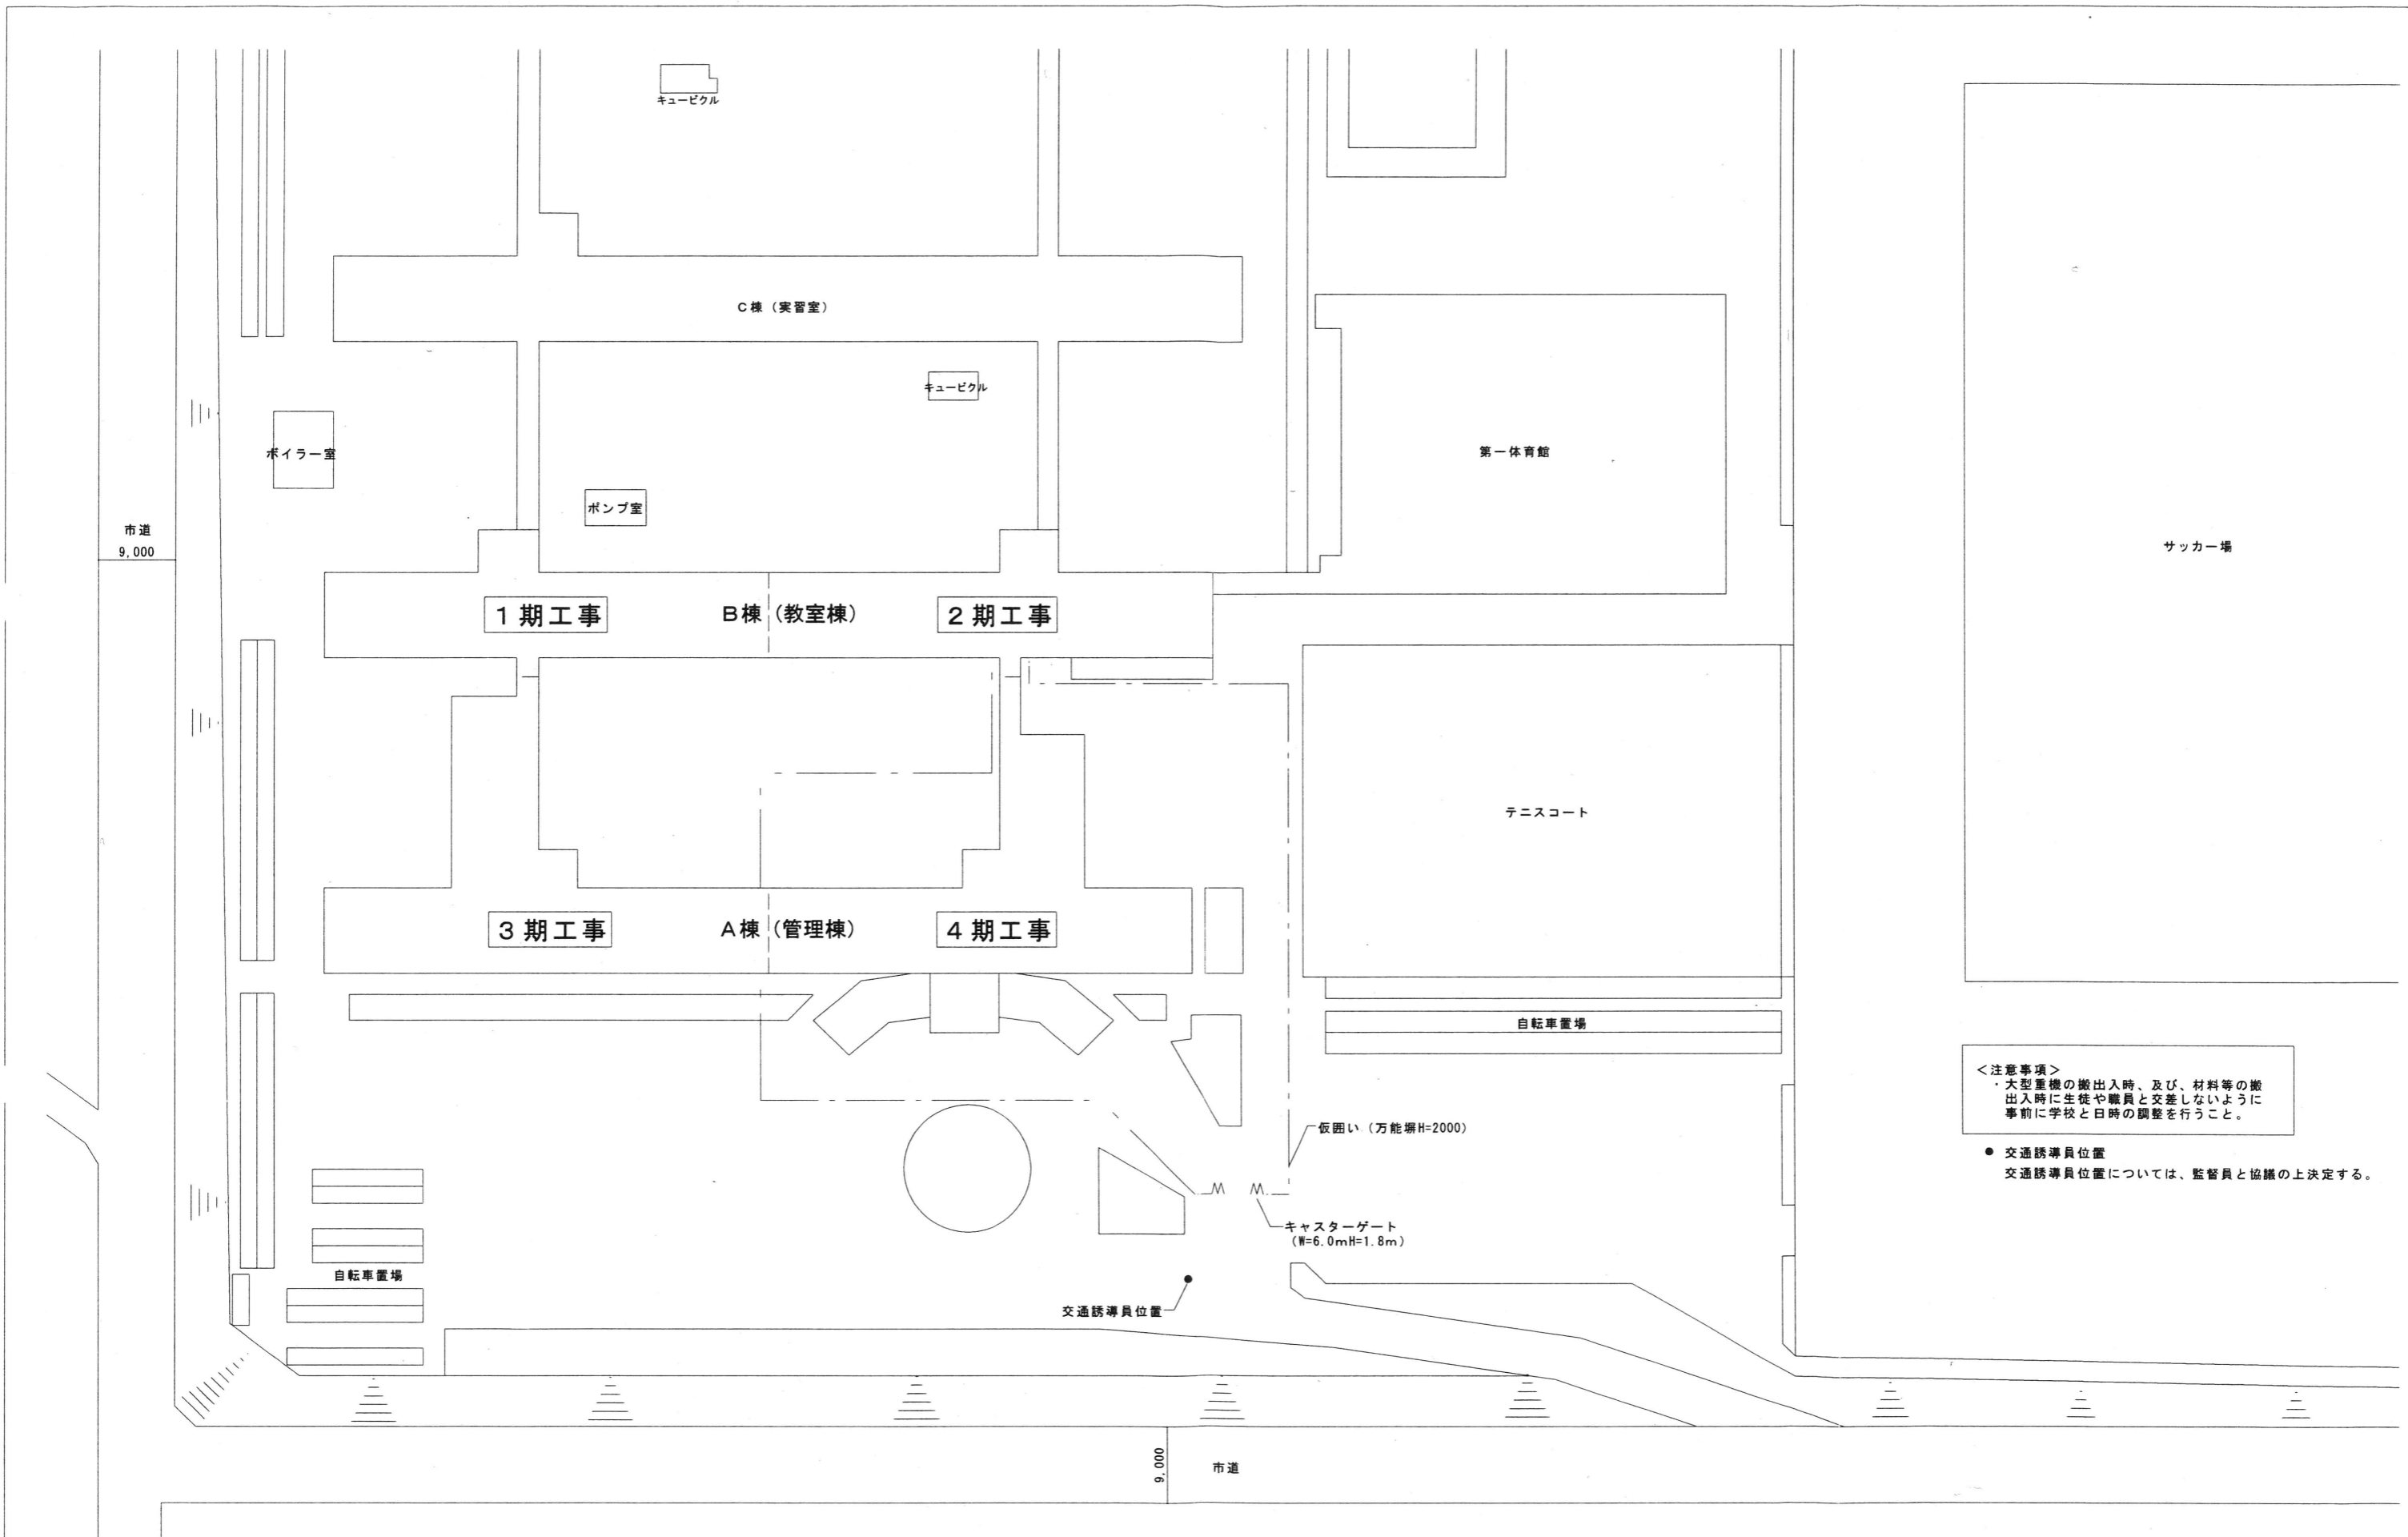 キュービクル
C棟（実習室）
キュービクル
ボイラー室
第一体育館
ポンプ室
市道
9,000
サッカー場
1期工事
B棟（教室棟）
2期工事
テニスコート
3期工事
A棟（管理棟）
4期工事
自転車置場
＜注意事項＞
・大型重機の搬出入時、及び、材料等の搬
出入時に生徒や職員と交差しないように
事前に学校と日時の調整を行うこと。
仮囲い（万能塀H=2000）
● 交通誘導員位置
交通誘導員位置については、監督員と協議の上決定する。
キャスターゲート
（W=6.0mH=1.8m）
自転車置場
交通誘導員位置
9,000
市道